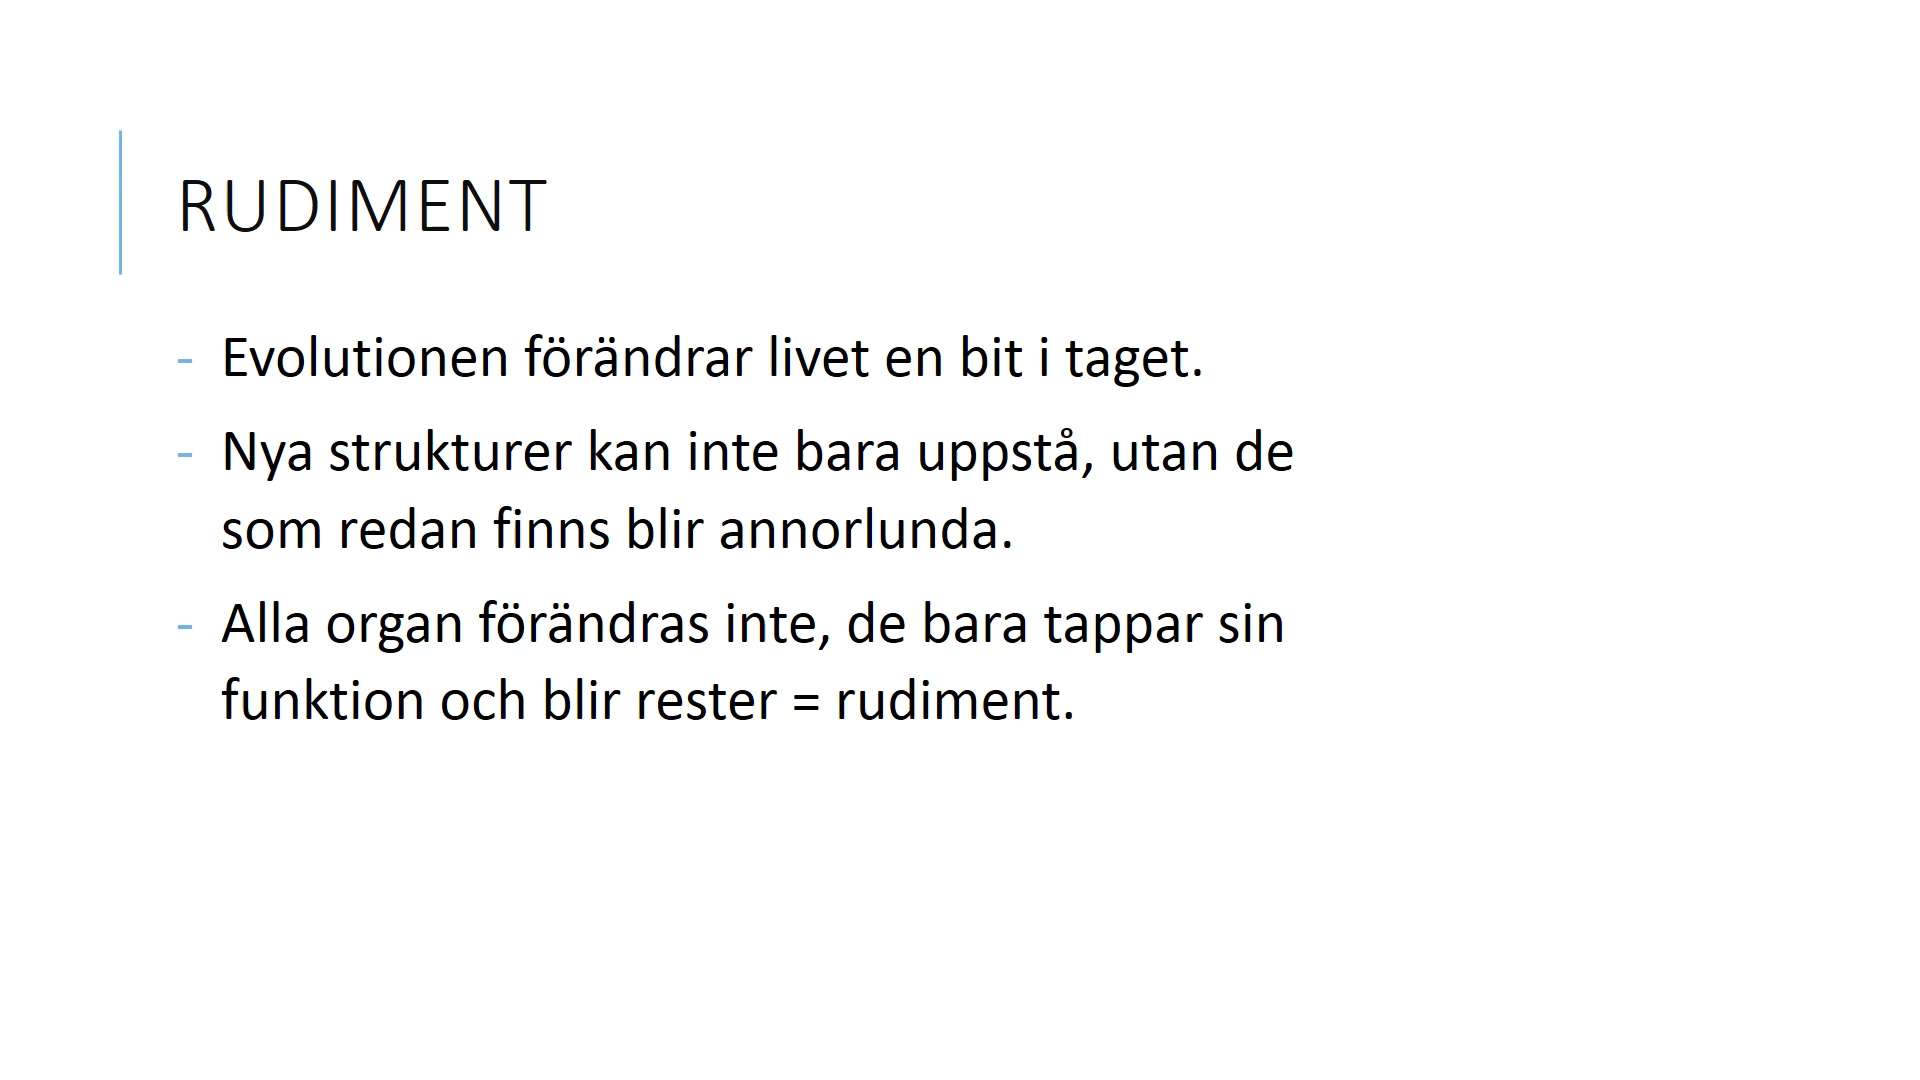 RUDIMENT
- Evolutionen förändrar livet en bit i taget.
- Nya strukturer kan inte bara uppstå, utan de
som redan finns blir annorlunda.
- Alla organ förändras inte, de bara tappar sin
funktion och blir rester = rudiment.